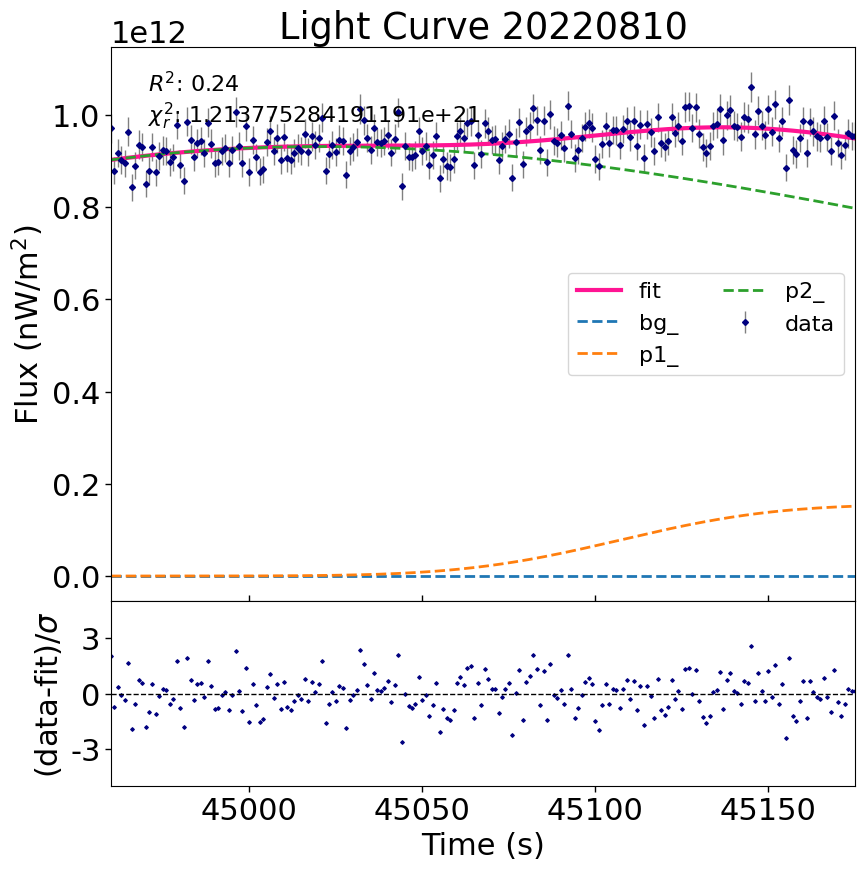 Light Curve 20220810
1e12
R²: 0.24
χ²ᵣ: 1.2137752841911​91e+21
1.0
0.8
0.6
0.4
0.2
0.0
Flux (nW/m²)
fit
bg_
p1_
p2_
data
3
0
-3
(data-fit)/σ
45000 45050 45100 45150
Time (s)